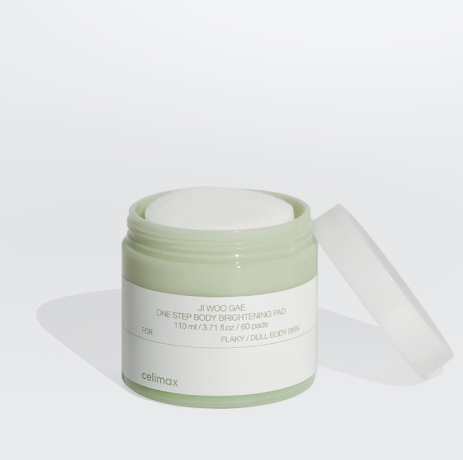 JI WOO GAE
ONE STEP BODY BRIGHTENING PAD
110 ml / 3.71 fl.oz / 60 pads
FOR FLAKY / DULL BODY SKIN
celimax